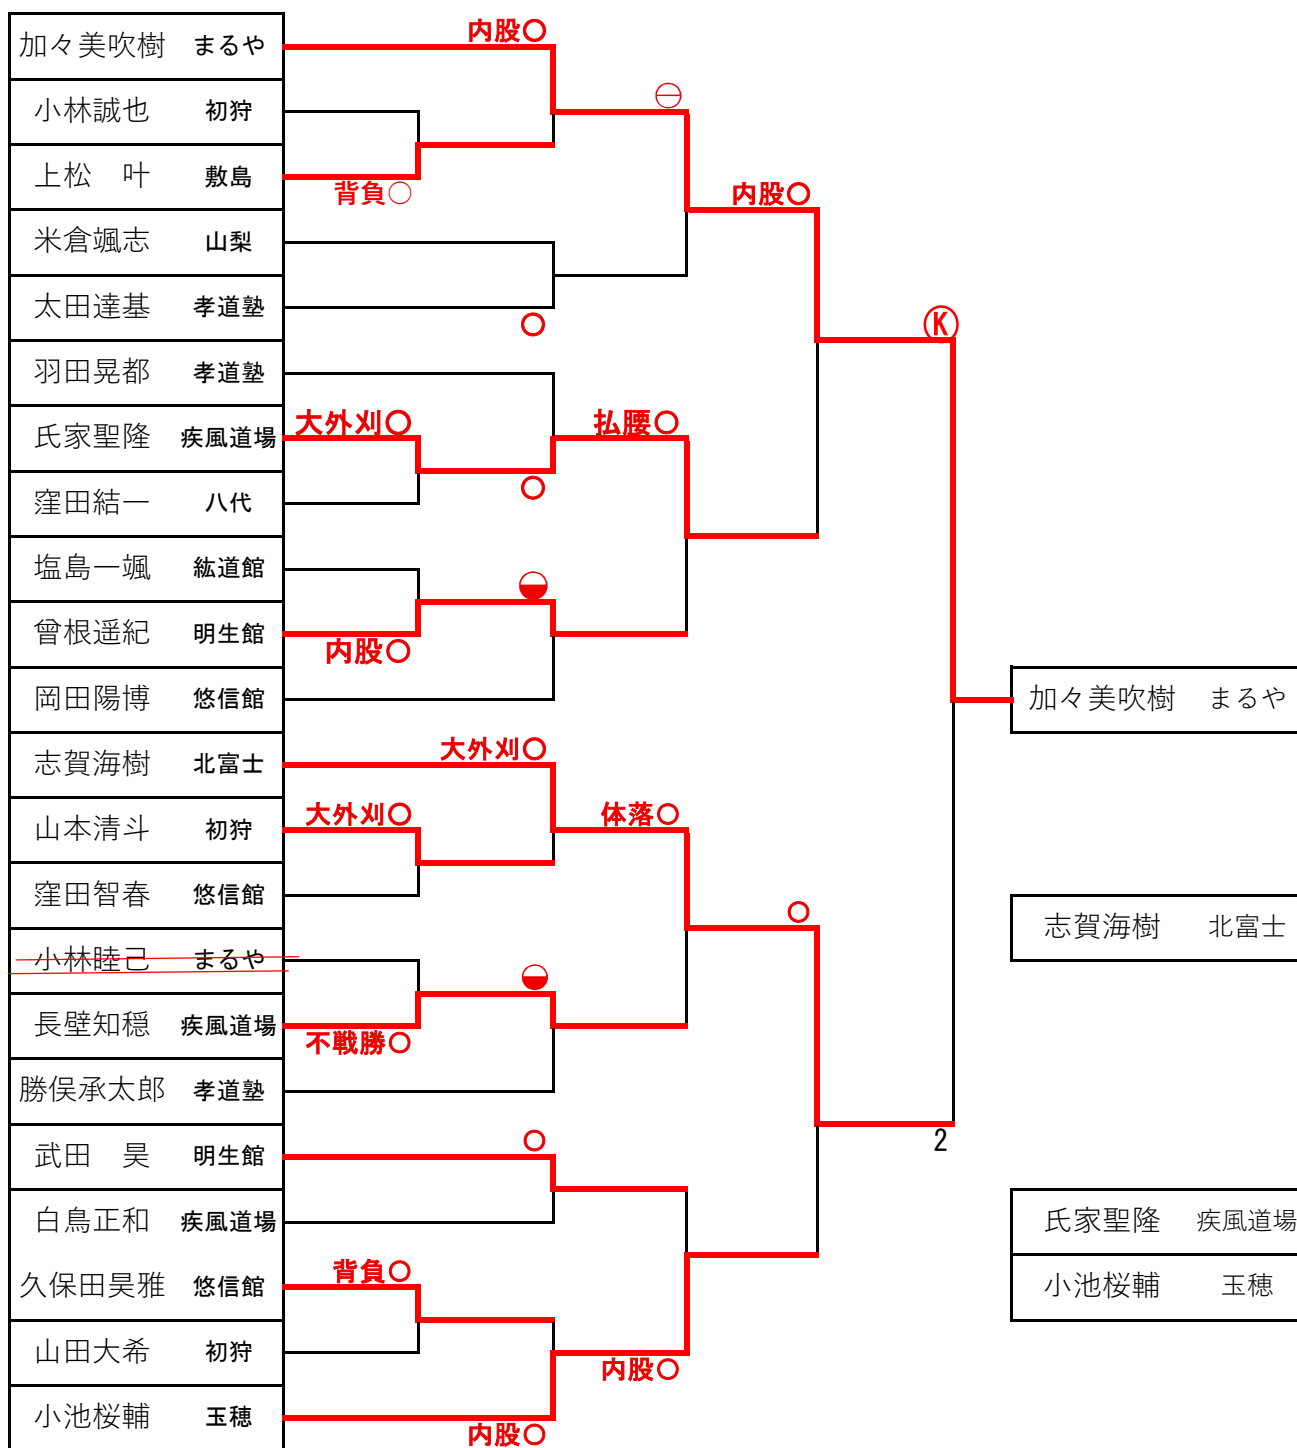 加々美吹樹 まるや
内股○
小林誠也 初狩
上松 叶 敷島
背負○
内股○
米倉颯志 山梨
太田達基 孝道塾
○
Ⓚ
羽田晃都 孝道塾
氏家聖隆 疾風道場
大外刈○
払腰○
○
窪田結一 八代
塩島一颯 紘道館
曾根遥紀 明生館
内股○
岡田陽博 悠信館
加々美吹樹 まるや
志賀海樹 北富士
大外刈○
山本清斗 初狩
大外刈○
体落○
窪田智春 悠信館
○
志賀海樹 北富士
小林睦己 まるや
長壁知穏 疾風道場
不戦勝○
勝俣承太郎 孝道塾
武田 昊 明生館
○
2
白鳥正和 疾風道場
氏家聖隆 疾風道場
久保田昊雅 悠信館
背負○
小池桜輔 玉穂
山田大希 初狩
内股○
小池桜輔 玉穂
内股○